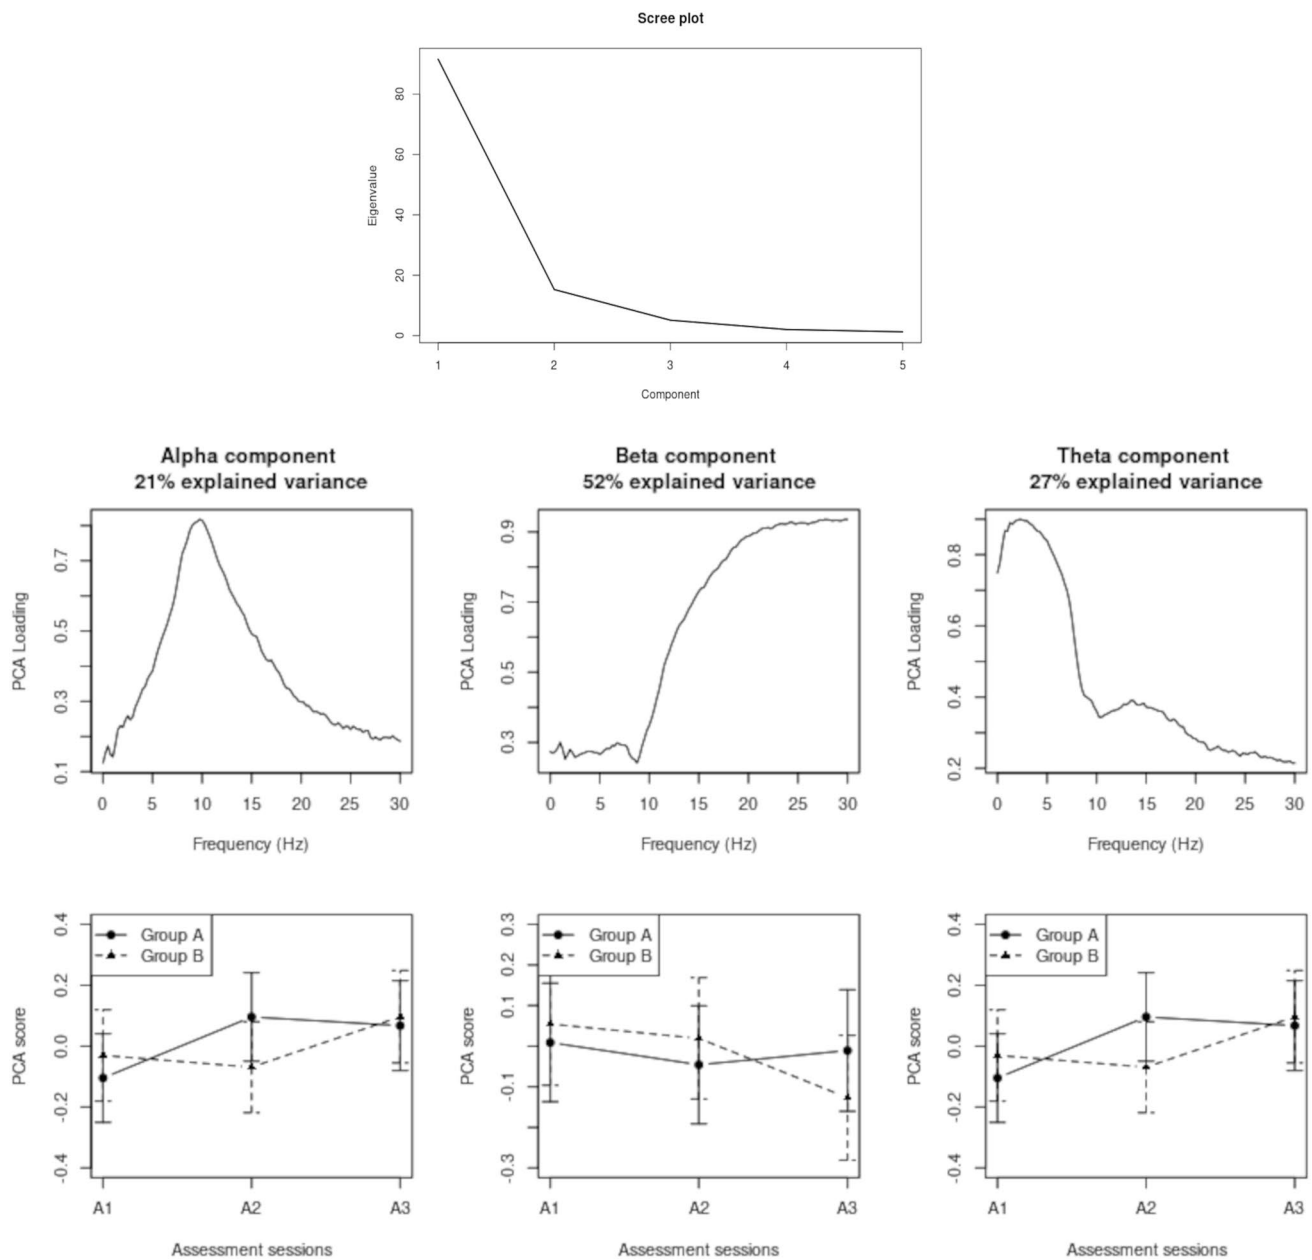 Scree plot
80
60
40
20
0
Eigenvalue
1 2 3 4 5
Component
Alpha component
21% explained variance
0.7
0.5
0.3
0.1
PCA Loading
0 5 10 15 20 25 30
Frequency (Hz)
Beta component
52% explained variance
0.9
0.7
0.5
0.3
PCA Loading
0 5 10 15 20 25 30
Frequency (Hz)
Theta component
27% explained variance
0.8
0.6
0.4
0.2
PCA Loading
0 5 10 15 20 25 30
Frequency (Hz)
Group A
Group B
0.4
0.2
0.0
-0.2
-0.4
PCA score
A1 A2 A3
Assessment sessions
Group A
Group B
0.3
0.2
0.1
-0.1
-0.3
PCA score
A1 A2 A3
Assessment sessions
Group A
Group B
0.4
0.2
0.0
-0.2
-0.4
PCA score
A1 A2 A3
Assessment sessions